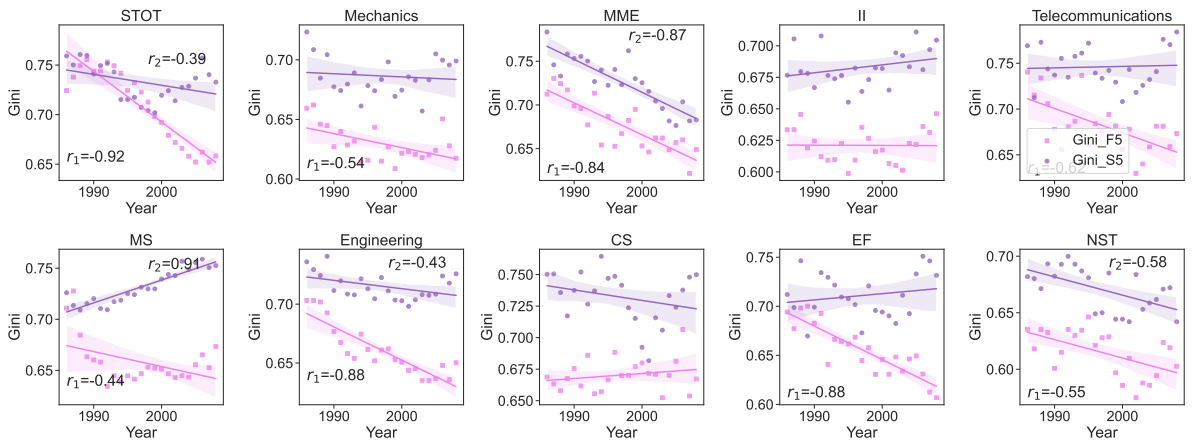 STOT
Mechanics
MME
II
Telecommunications
Gini
0.75
0.70
0.65
r2=-0.39
r1=-0.92
1990
2000
Year
Gini
0.70
0.65
0.60
r1=-0.54
1990
2000
Year
Gini
0.75
0.70
0.65
r2=-0.87
r1=-0.84
1990
2000
Year
Gini
0.700
0.675
0.650
0.625
0.600
1990
2000
Year
Gini
0.75
0.70
0.65
Gini_F5
Gini_S5
r1=-0.62
1990
2000
Year
MS
Engineering
CS
EF
NST
Gini
0.75
0.70
0.65
r2=0.91
r1=-0.44
1990
2000
Year
Gini
0.70
0.65
r2=-0.43
r1=-0.88
1990
2000
Year
Gini
0.750
0.725
0.700
0.675
0.650
1990
2000
Year
Gini
0.75
0.70
0.65
0.60
r1=-0.88
1990
2000
Year
Gini
0.70
0.65
0.60
r2=-0.58
r1=-0.55
1990
2000
Year